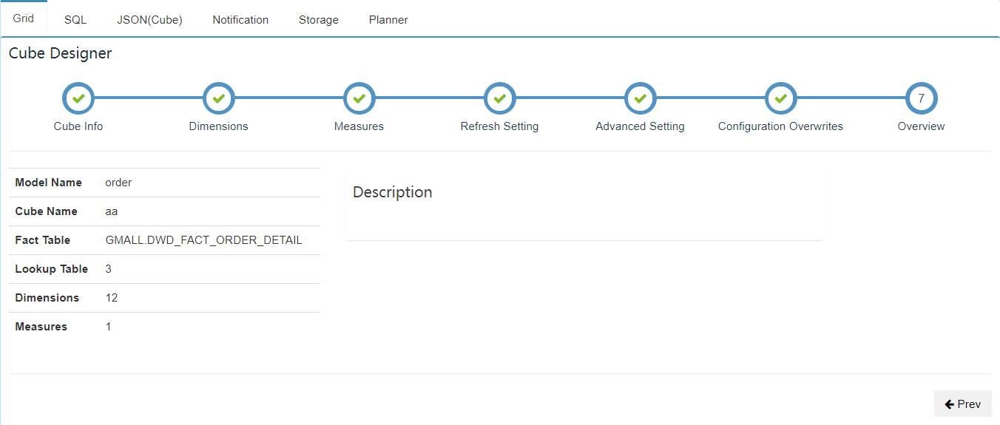 Grid SQL JSON(Cube) Notification Storage Planner
Cube Designer
7
Cube Info Dimensions Measures Refresh Setting Advanced Setting Configuration Overwrites Overview
Model Name order
Cube Name aa
Fact Table GMALL.DWD_FACT_ORDER_DETAIL
Lookup Table 3
Dimensions 12
Measures 1
Description
Prev